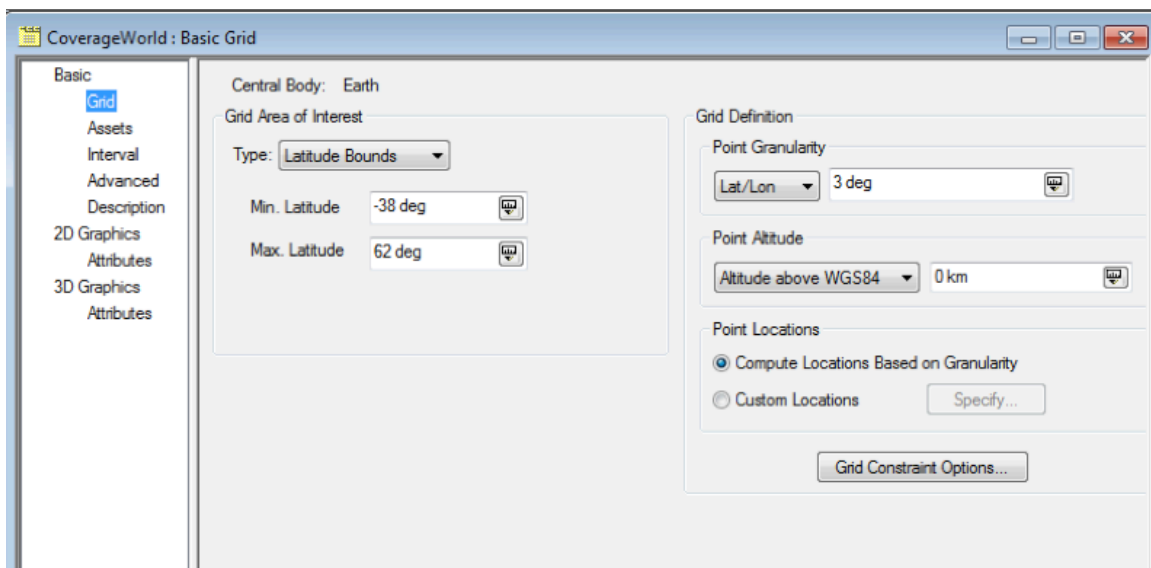 CoverageWorld : Basic Grid
Basic
Grid
Assets
Interval
Advanced
Description
2D Graphics
Attributes
3D Graphics
Attributes
Central Body: Earth
Grid Area of Interest
Type: Latitude Bounds
Min. Latitude -38 deg
Max. Latitude 62 deg
Grid Definition
Point Granularity
Lat/Lon 3 deg
Point Altitude
Altitude above WGS84 0 km
Point Locations
Compute Locations Based on Granularity
Custom Locations Specify...
Grid Constraint Options...